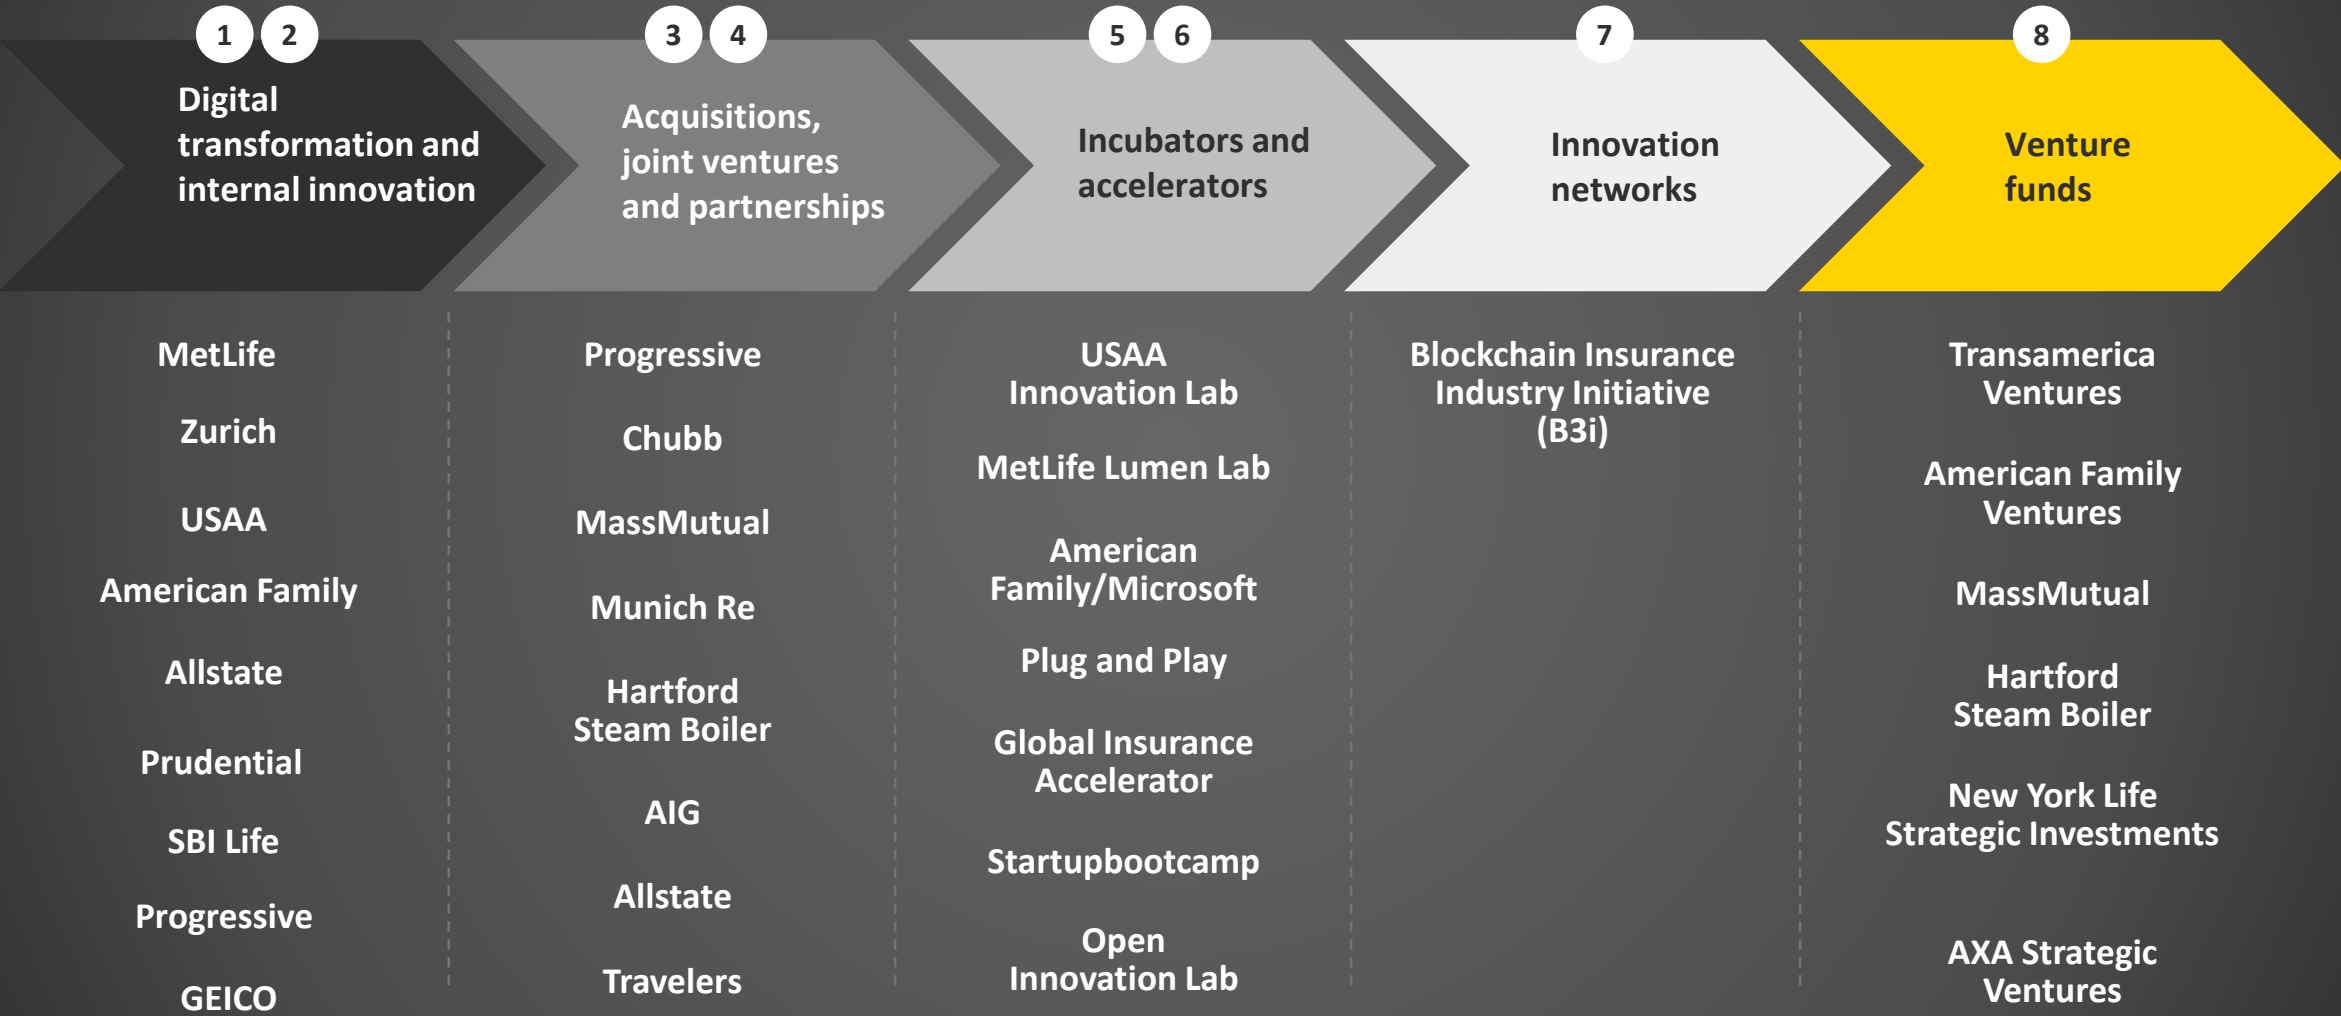 1 2
Digital
transformation and
internal innovation
3 4
Acquisitions,
joint ventures
and partnerships
5 6
Incubators and
accelerators
7
Innovation
networks
8
Venture
funds
MetLife
Zurich
USAA
American Family
Allstate
Prudential
SBI Life
Progressive
GEICO
Progressive
Chubb
MassMutual
Munich Re
Hartford
Steam Boiler
AIG
Allstate
Travelers
USAA
Innovation Lab
MetLife Lumen Lab
American
Family/Microsoft
Plug and Play
Global Insurance
Accelerator
Startupbootcamp
Open
Innovation Lab
Blockchain Insurance
Industry Initiative
(B3i)
Transamerica
Ventures
American Family
Ventures
MassMutual
Hartford
Steam Boiler
New York Life
Strategic Investments
AXA Strategic
Ventures